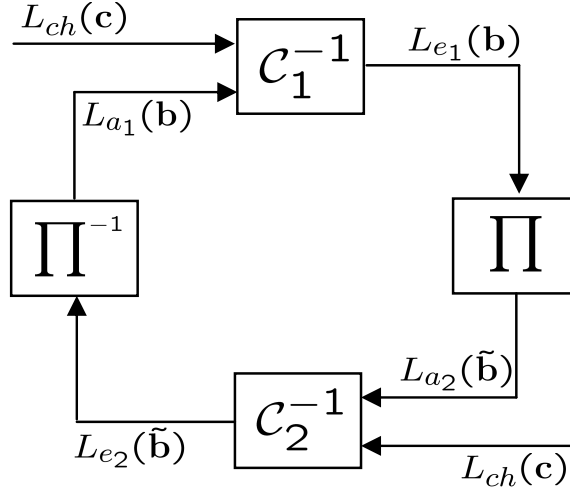 L_{ch}(𝐜)
𝒞_1^{−1}
L_{e_1}(𝐛)
L_{a_1}(𝐛)
∏^{-1}
∏
L_{a_2}(𝐛̃)
𝒞_2^{−1}
L_{e_2}(𝐛̃)
L_{ch}(𝐜)